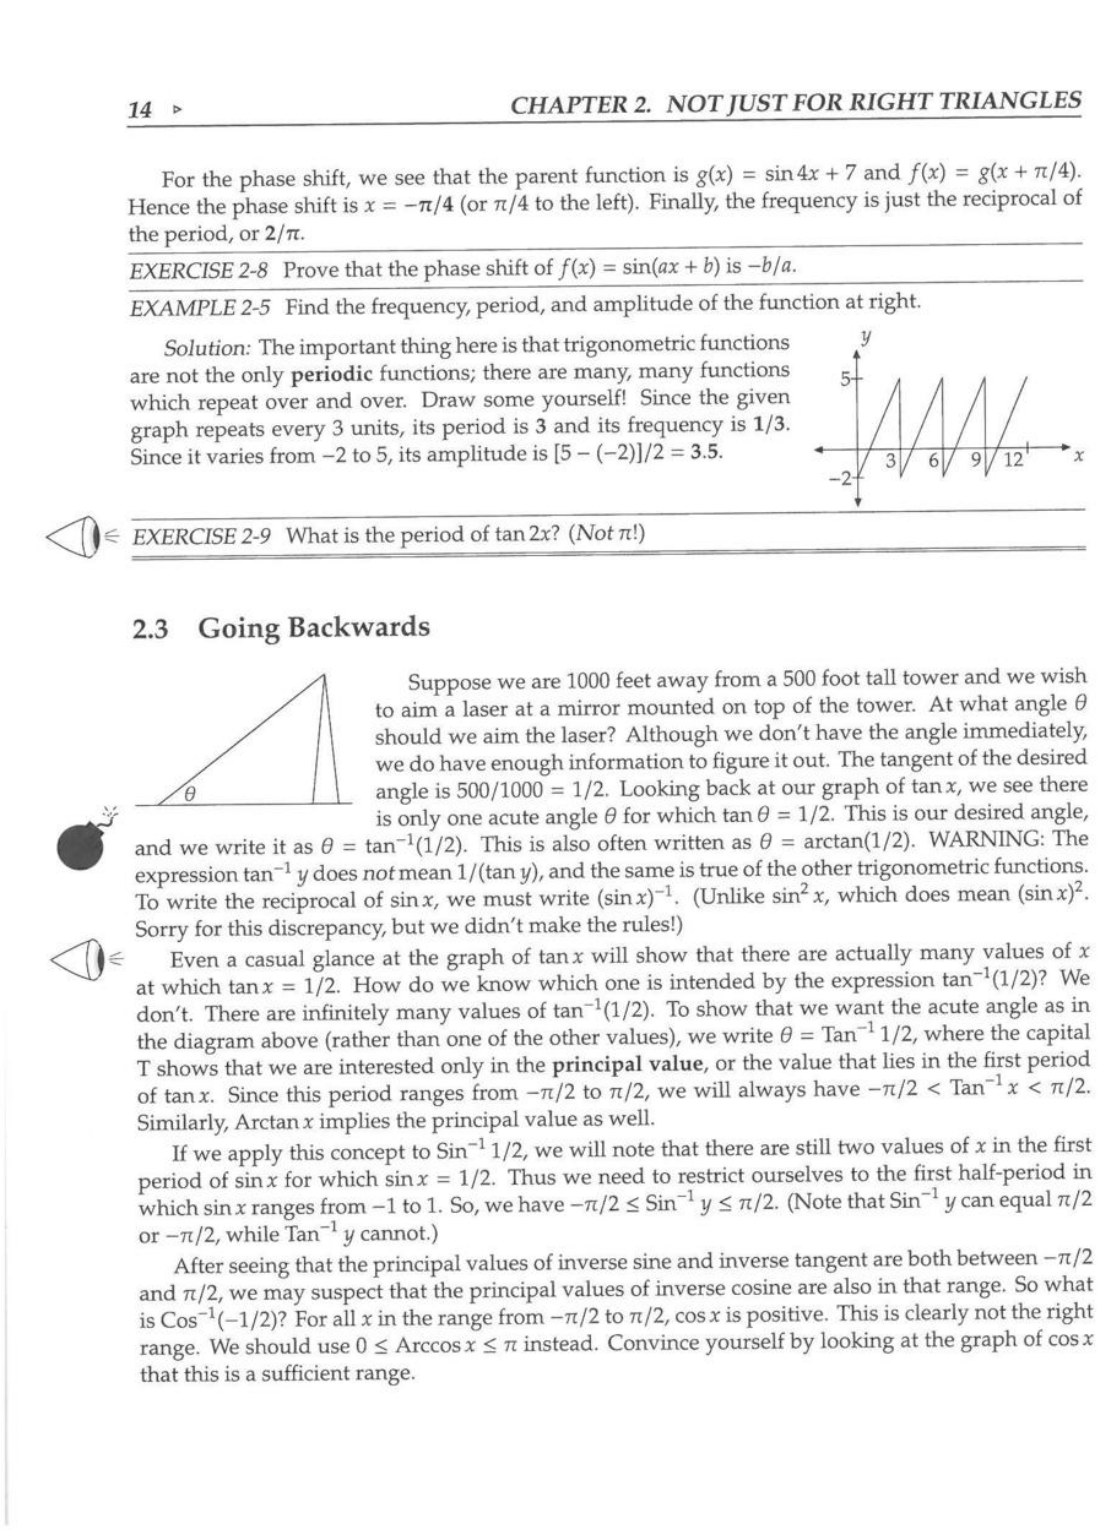 14 ▹ CHAPTER 2. NOT JUST FOR RIGHT TRIANGLES
For the phase shift, we see that the parent function is g(x) = sin 4x + 7 and f(x) = g(x + π/4).
Hence the phase shift is x = −π/4 (or π/4 to the left). Finally, the frequency is just the reciprocal of
the period, or 2/π.
EXERCISE 2-8 Prove that the phase shift of f(x) = sin(ax + b) is −b/a.
EXAMPLE 2-5 Find the frequency, period, and amplitude of the function at right.
Solution: The important thing here is that trigonometric functions
are not the only periodic functions; there are many, many functions
which repeat over and over. Draw some yourself! Since the given
graph repeats every 3 units, its period is 3 and its frequency is 1/3.
Since it varies from −2 to 5, its amplitude is [5 − (−2)]/2 = 3.5.
y
5
3 6 9 12 x
−2
EXERCISE 2-9 What is the period of tan 2x? (Not π!)
2.3 Going Backwards
Suppose we are 1000 feet away from a 500 foot tall tower and we wish
to aim a laser at a mirror mounted on top of the tower. At what angle θ
should we aim the laser? Although we don't have the angle immediately,
we do have enough information to figure it out. The tangent of the desired
angle is 500/1000 = 1/2. Looking back at our graph of tan x, we see there
is only one acute angle θ for which tan θ = 1/2. This is our desired angle,
θ
and we write it as θ = tan⁻¹(1/2). This is also often written as θ = arctan(1/2). WARNING: The
expression tan⁻¹ y does not mean 1/(tan y), and the same is true of the other trigonometric functions.
To write the reciprocal of sin x, we must write (sin x)⁻¹. (Unlike sin² x, which does mean (sin x)².
Sorry for this discrepancy, but we didn't make the rules!)
Even a casual glance at the graph of tan x will show that there are actually many values of x
at which tan x = 1/2. How do we know which one is intended by the expression tan⁻¹(1/2)? We
don't. There are infinitely many values of tan⁻¹(1/2). To show that we want the acute angle as in
the diagram above (rather than one of the other values), we write θ = Tan⁻¹ 1/2, where the capital
T shows that we are interested only in the principal value, or the value that lies in the first period
of tan x. Since this period ranges from −π/2 to π/2, we will always have −π/2 < Tan⁻¹ x < π/2.
Similarly, Arctan x implies the principal value as well.
If we apply this concept to Sin⁻¹ 1/2, we will note that there are still two values of x in the first
period of sin x for which sin x = 1/2. Thus we need to restrict ourselves to the first half-period in
which sin x ranges from −1 to 1. So, we have −π/2 ≤ Sin⁻¹ y ≤ π/2. (Note that Sin⁻¹ y can equal π/2
or −π/2, while Tan⁻¹ y cannot.)
After seeing that the principal values of inverse sine and inverse tangent are both between −π/2
and π/2, we may suspect that the principal values of inverse cosine are also in that range. So what
is Cos⁻¹(−1/2)? For all x in the range from −π/2 to π/2, cos x is positive. This is clearly not the right
range. We should use 0 ≤ Arccos x ≤ π instead. Convince yourself by looking at the graph of cos x
that this is a sufficient range.